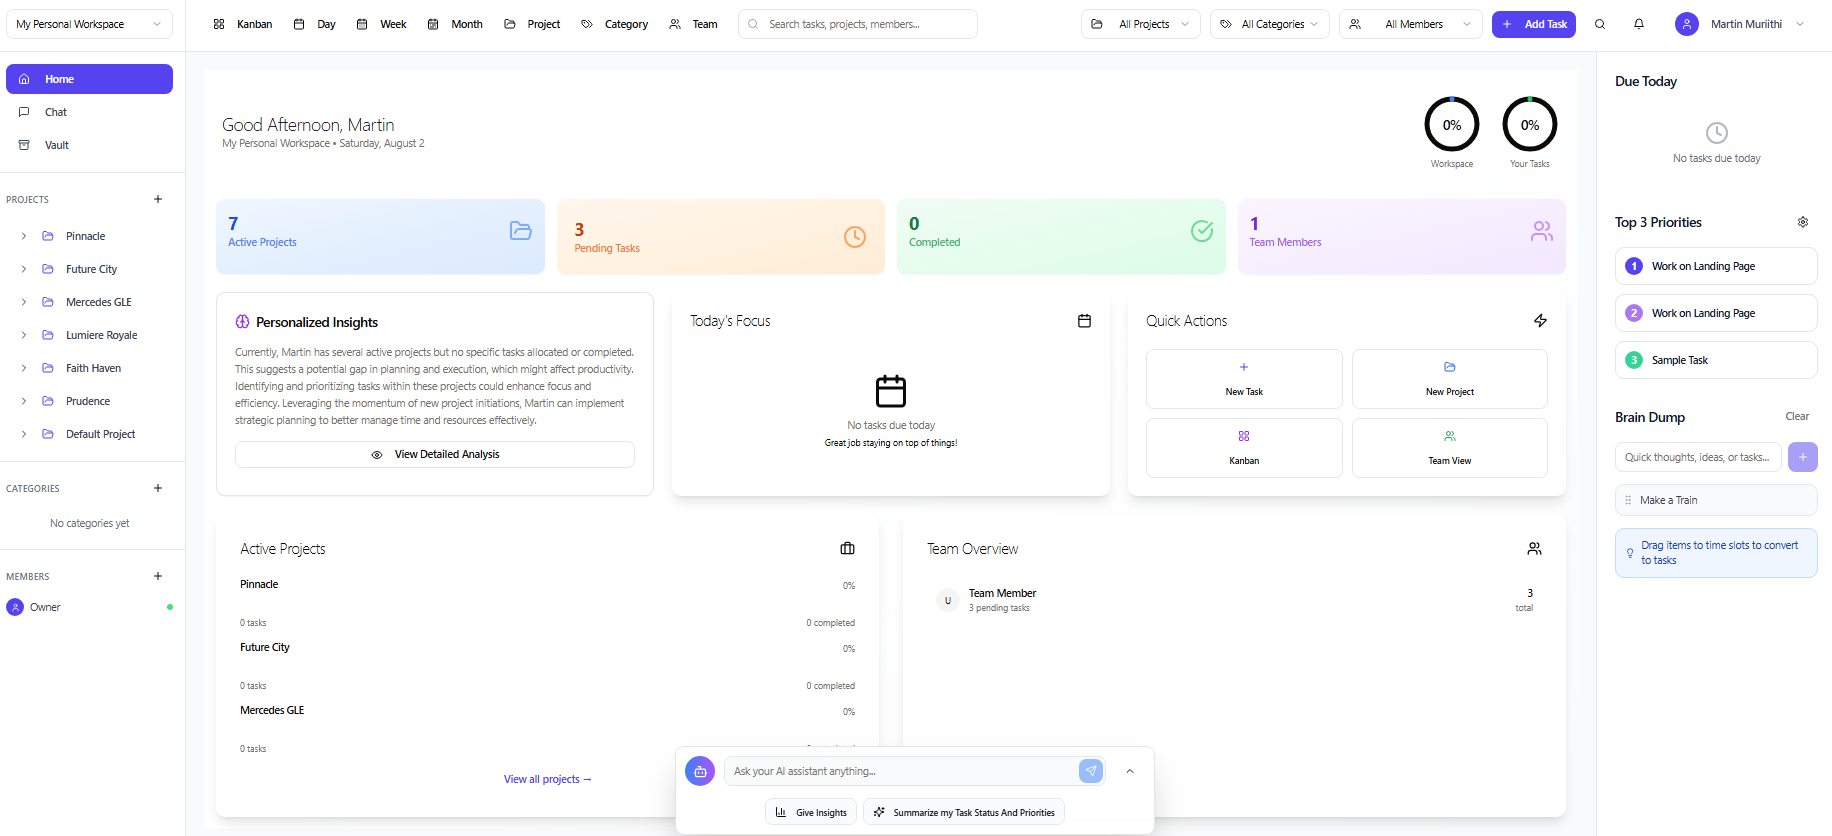 My Personal Workspace
Kanban
Day
Week
Month
Project
Category
Team
Search tasks, projects, members...
All Projects
All Categories
All Members
Add Task
Martin Muriithi
Home
Chat
Vault
PROJECTS
Pinnacle
Future City
Mercedes GLE
Lumiere Royale
Faith Haven
Prudence
Default Project
CATEGORIES
No categories yet
MEMBERS
Owner
Good Afternoon, Martin
My Personal Workspace • Saturday, August 2
0%
Workspace
0%
Your Tasks
7
Active Projects
3
Pending Tasks
0
Completed
1
Team Members
Personalized Insights
Currently, Martin has several active projects but no specific tasks allocated or completed.
This suggests a potential gap in planning and execution, which might affect productivity.
Identifying and prioritizing tasks within these projects could enhance focus and
efficiency. Leveraging the momentum of new project initiations, Martin can implement
strategic planning to better manage time and resources effectively.
View Detailed Analysis
Today's Focus
No tasks due today
Great job staying on top of things!
Quick Actions
New Task
New Project
Kanban
Team View
Active Projects
Pinnacle
0%
0 tasks
0 completed
Future City
0%
0 tasks
0 completed
Mercedes GLE
0%
0 tasks
View all projects →
Team Overview
U
Team Member
3 pending tasks
3
total
Ask your AI assistant anything...
Give Insights
Summarize my Task Status And Priorities
Due Today
No tasks due today
Top 3 Priorities
1 Work on Landing Page
2 Work on Landing Page
3 Sample Task
Brain Dump
Clear
Quick thoughts, ideas, or tasks...
Make a Train
Drag items to time slots to convert
to tasks